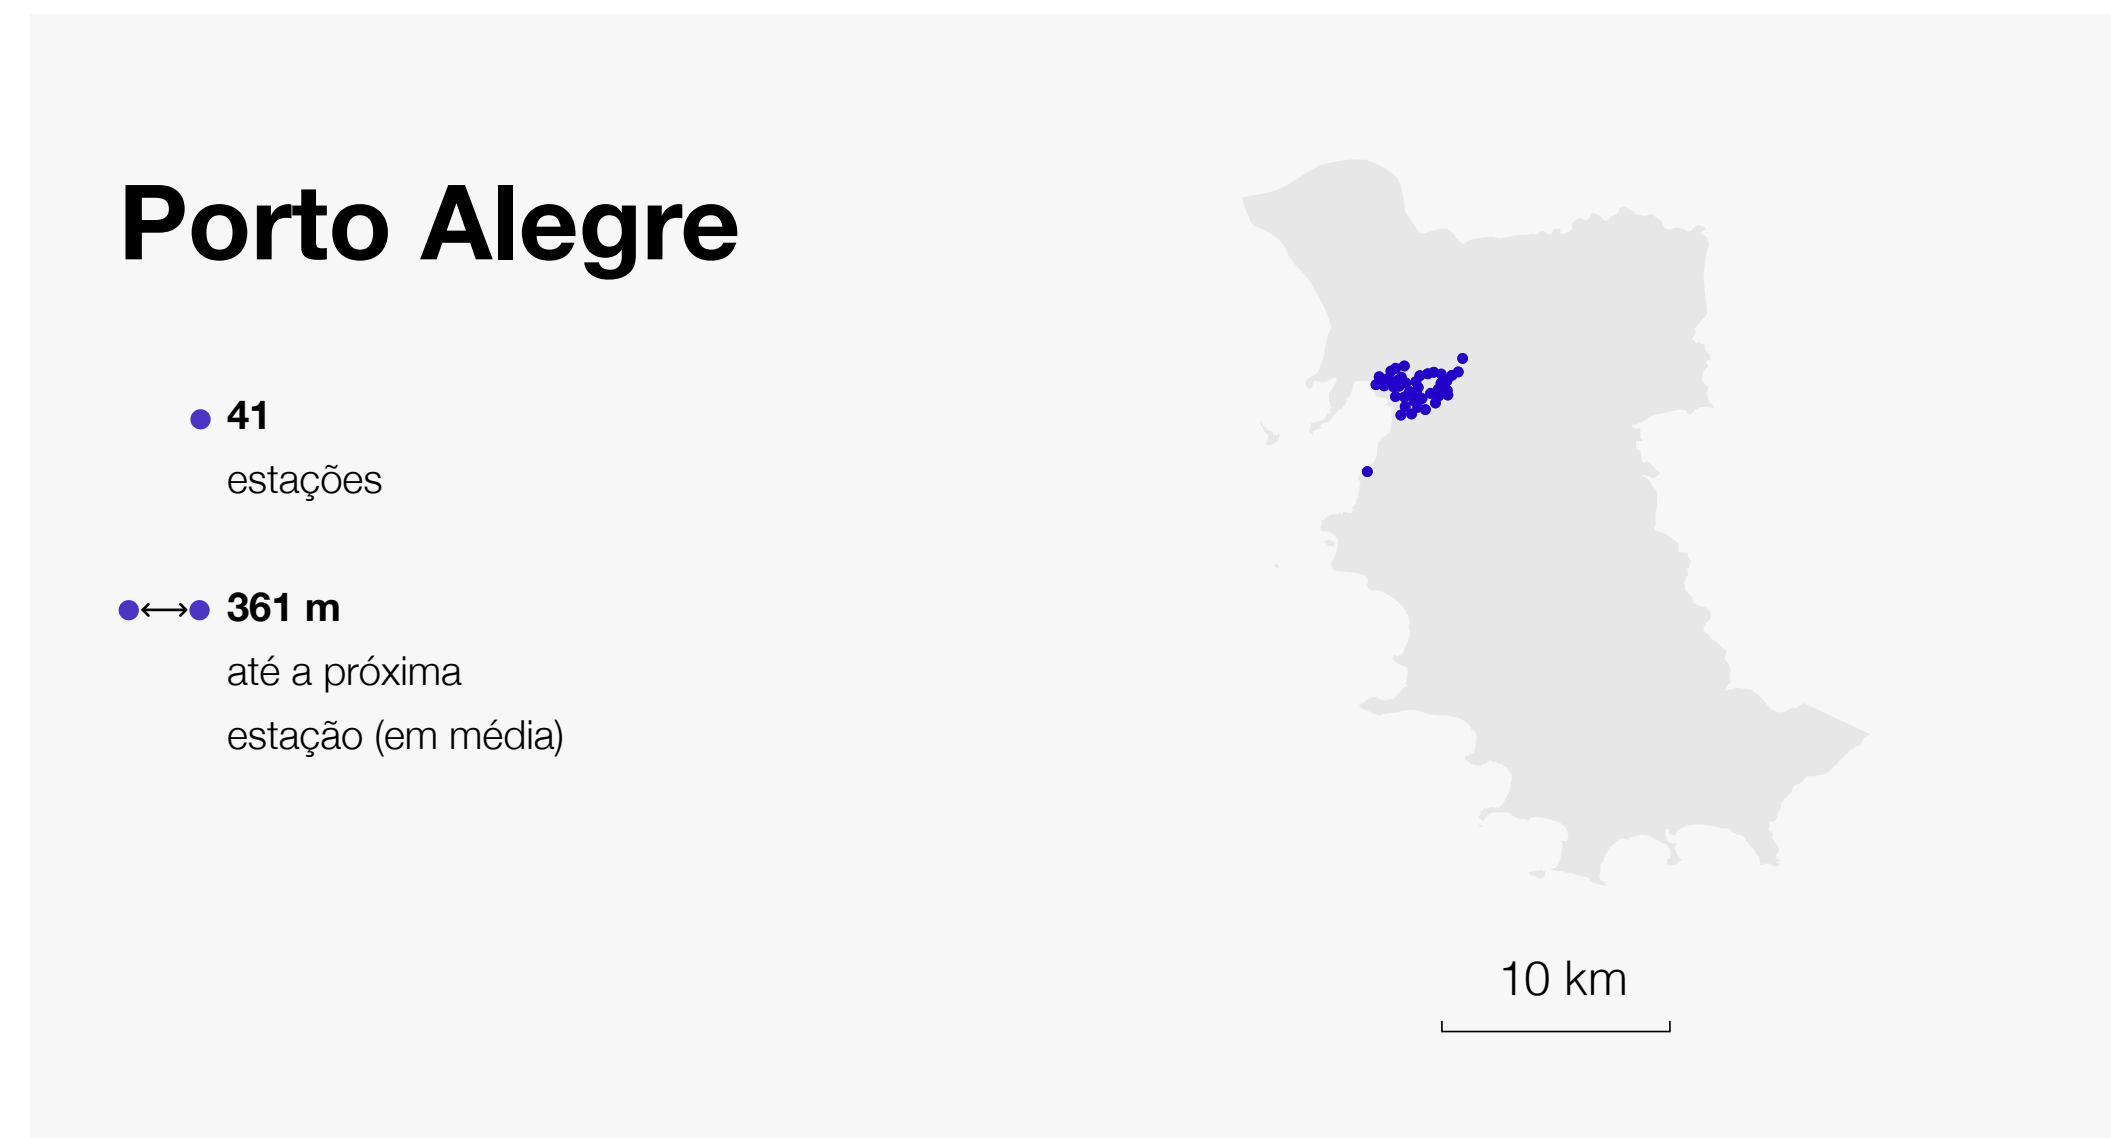 Porto Alegre
41
estações
361 m
até a próxima
estação (em média)
10 km